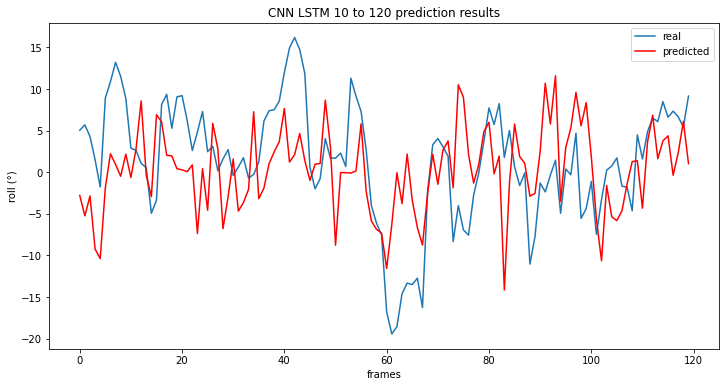 CNN LSTM 10 to 120 prediction results
real
predicted
15
10
5
0
−5
−10
−15
−20
roll (°)
0 20 40 60 80 100 120
frames